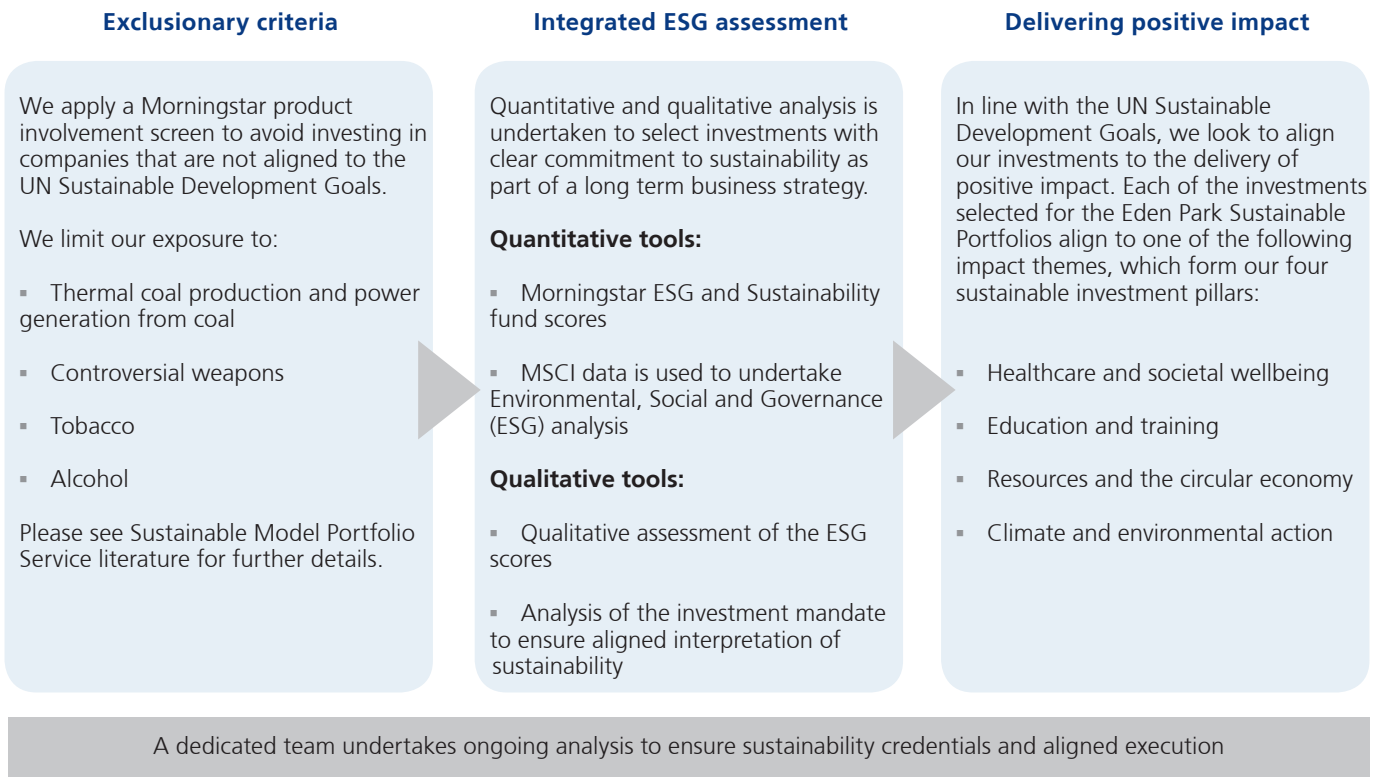 Exclusionary criteria
We apply a Morningstar product
involvement screen to avoid investing in
companies that are not aligned to the
UN Sustainable Development Goals.
We limit our exposure to:
▪ Thermal coal production and power
generation from coal
▪ Controversial weapons
▪ Tobacco
▪ Alcohol
Please see Sustainable Model Portfolio
Service literature for further details.
Integrated ESG assessment
Quantitative and qualitative analysis is
undertaken to select investments with
clear commitment to sustainability as
part of a long term business strategy.
Quantitative tools:
▪ Morningstar ESG and Sustainability
fund scores
▪ MSCI data is used to undertake
Environmental, Social and Governance
(ESG) analysis
Qualitative tools:
▪ Qualitative assessment of the ESG
scores
▪ Analysis of the investment mandate
to ensure aligned interpretation of
sustainability
Delivering positive impact
In line with the UN Sustainable
Development Goals, we look to align
our investments to the delivery of
positive impact. Each of the investments
selected for the Eden Park Sustainable
Portfolios align to one of the following
impact themes, which form our four
sustainable investment pillars:
▪ Healthcare and societal wellbeing
▪ Education and training
▪ Resources and the circular economy
▪ Climate and environmental action
A dedicated team undertakes ongoing analysis to ensure sustainability credentials and aligned execution